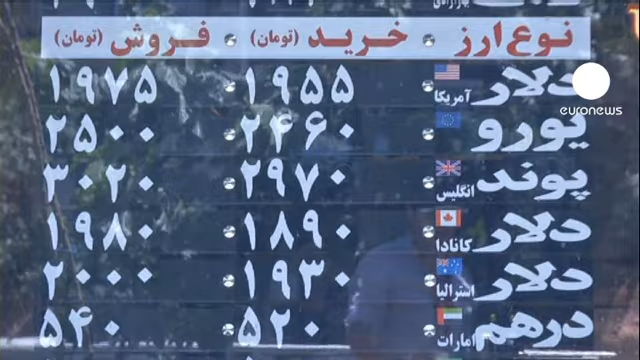 نوع ارز خرید (تومان) فروش (تومان)
دلار آمریکا ۱۹۵۵ ۱۹۷۵
یورو ۲۴۶۰ ۲۵۰۰
پوند انگلیس ۲۹۷۰ ۳۰۲۰
دلار کانادا ۱۸۹۰ ۱۹۸۰
دلار استرالیا ۱۹۳۰ ۲۰۰۰
درهم امارات ۵۲۰ ۵۴۰
euronews